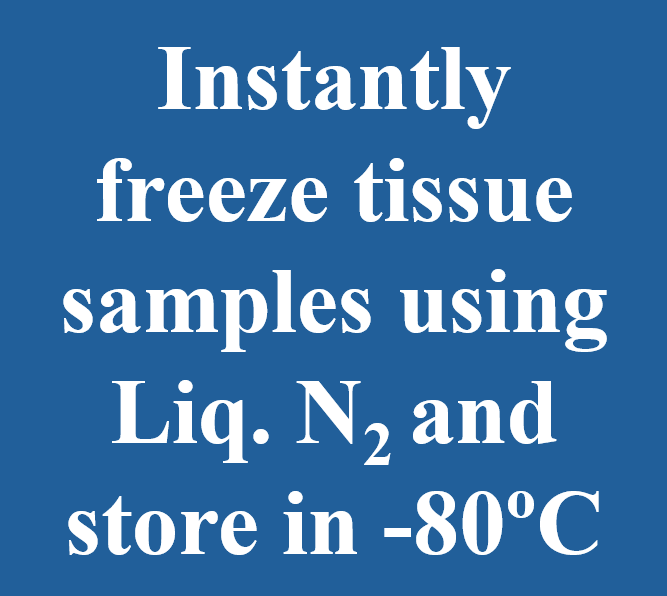 Instantly
freeze tissue
samples using
Liq. N₂ and
store in -80ºC